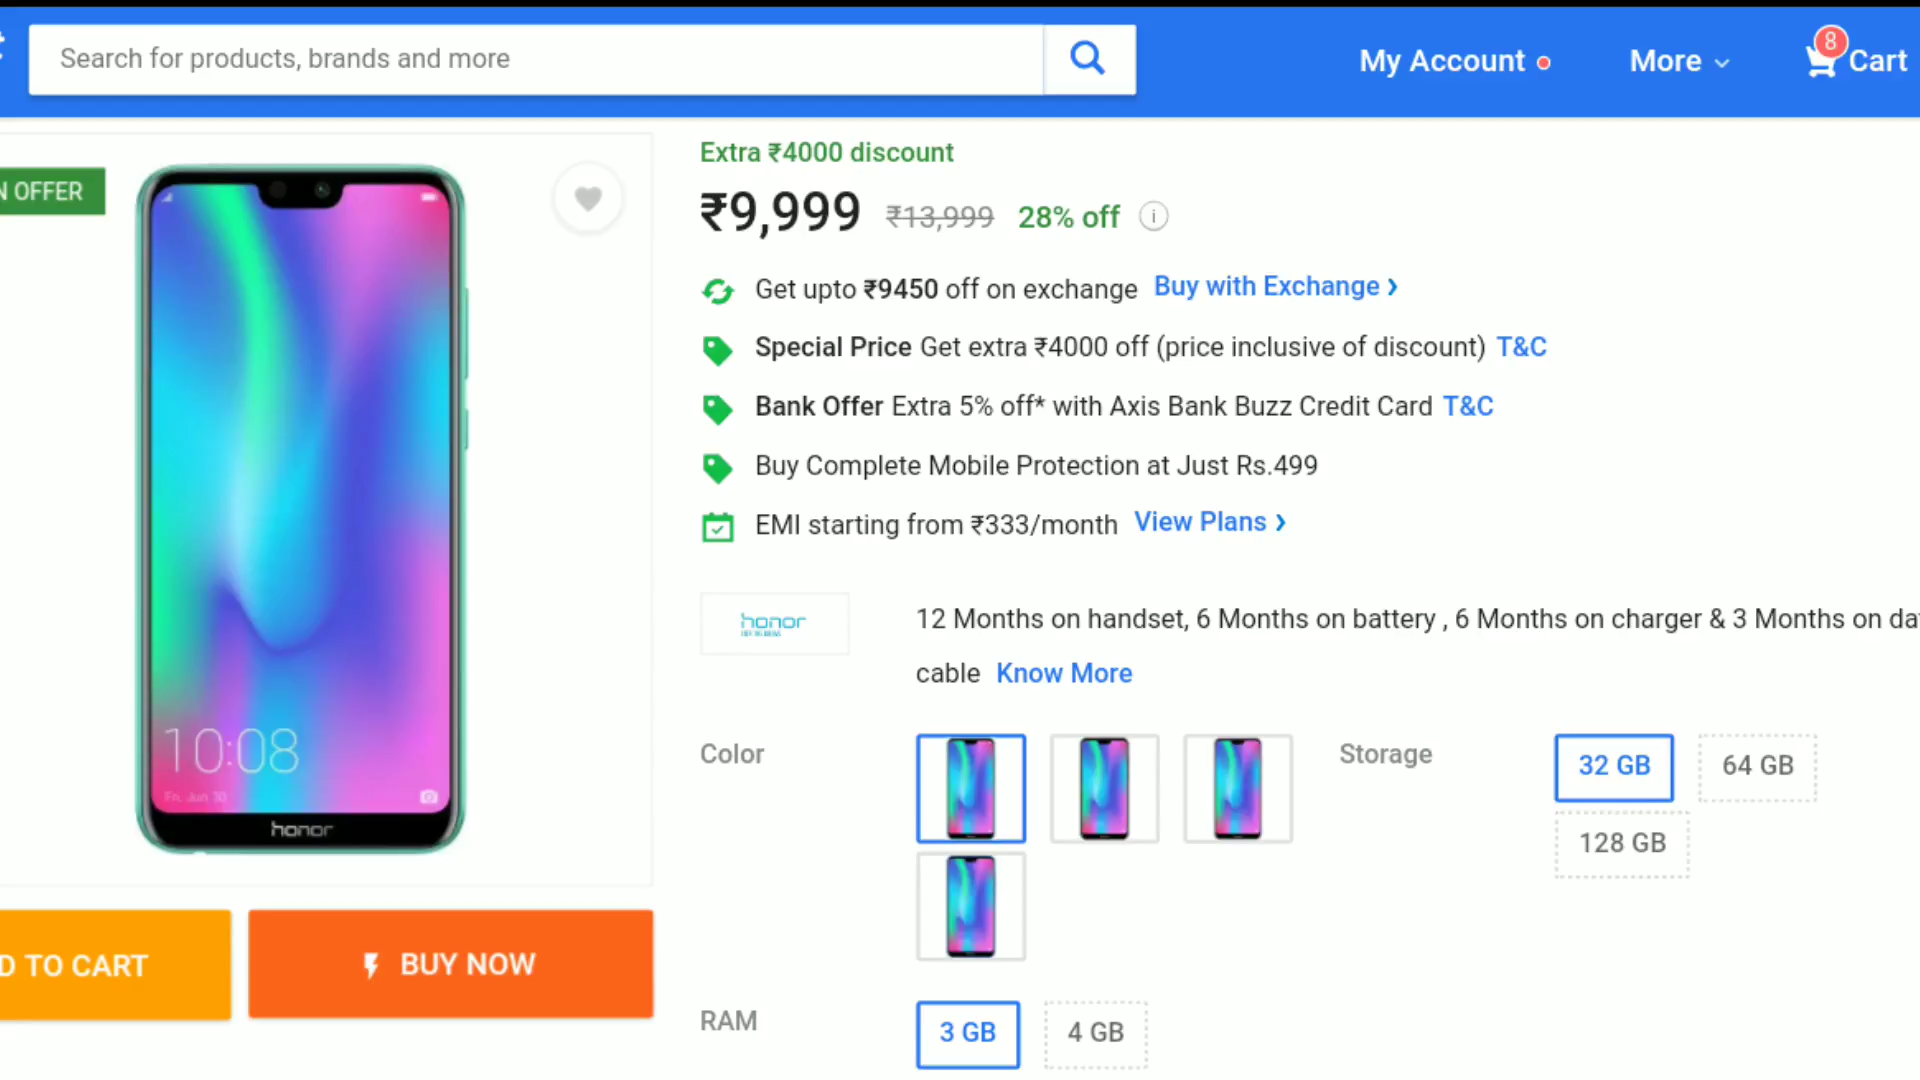 Search for products, brands and more
My Account
More
8
Cart
N OFFER
10:08
Fri, Jun 30
honor
D TO CART
BUY NOW
Extra ₹4000 discount
₹9,999 ₹13,999 28% off i
Get upto ₹9450 off on exchange Buy with Exchange ›
Special Price Get extra ₹4000 off (price inclusive of discount) T&C
Bank Offer Extra 5% off* with Axis Bank Buzz Credit Card T&C
Buy Complete Mobile Protection at Just Rs.499
EMI starting from ₹333/month View Plans ›
honor
12 Months on handset, 6 Months on battery , 6 Months on charger & 3 Months on da
cable Know More
Color
Storage
32 GB
64 GB
128 GB
RAM
3 GB
4 GB